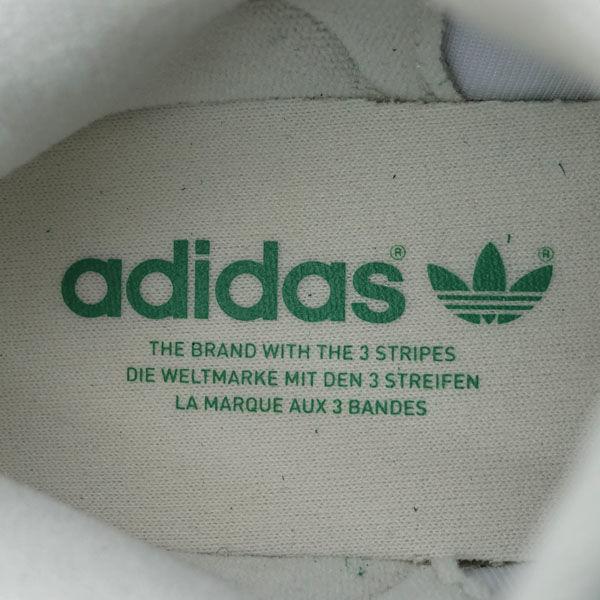 adidas® ®
THE BRAND WITH THE 3 STRIPES
DIE WELTMARKE MIT DEN 3 STREIFEN
LA MARQUE AUX 3 BANDES